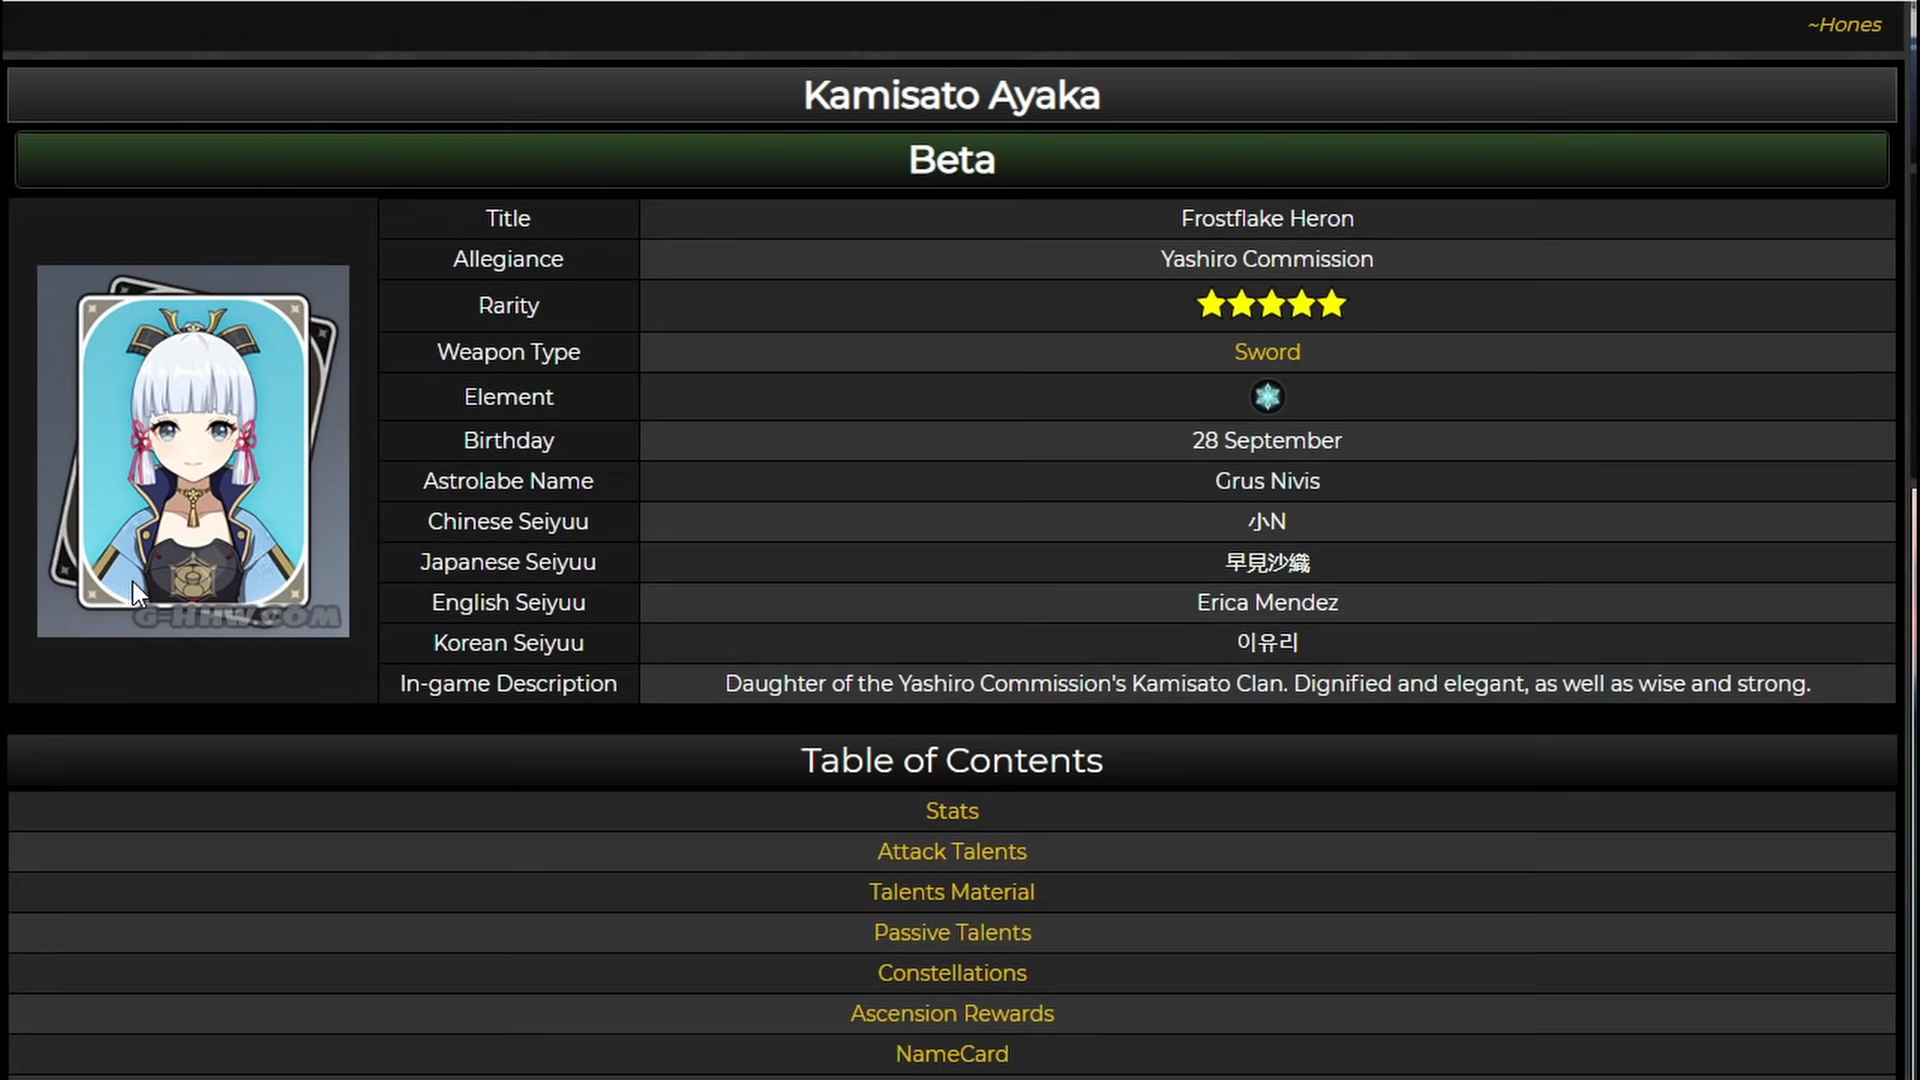 ~Hones
Kamisato Ayaka
Beta
Title Frostflake Heron
Allegiance Yashiro Commission
Rarity
Weapon Type Sword
Element
Birthday 28 September
Astrolabe Name Grus Nivis
Chinese Seiyuu 小N
Japanese Seiyuu 早見沙織
English Seiyuu Erica Mendez
Korean Seiyuu 이유리
In-game Description Daughter of the Yashiro Commission's Kamisato Clan. Dignified and elegant, as well as wise and strong.
G-HHW.COM
Table of Contents
Stats
Attack Talents
Talents Material
Passive Talents
Constellations
Ascension Rewards
NameCard